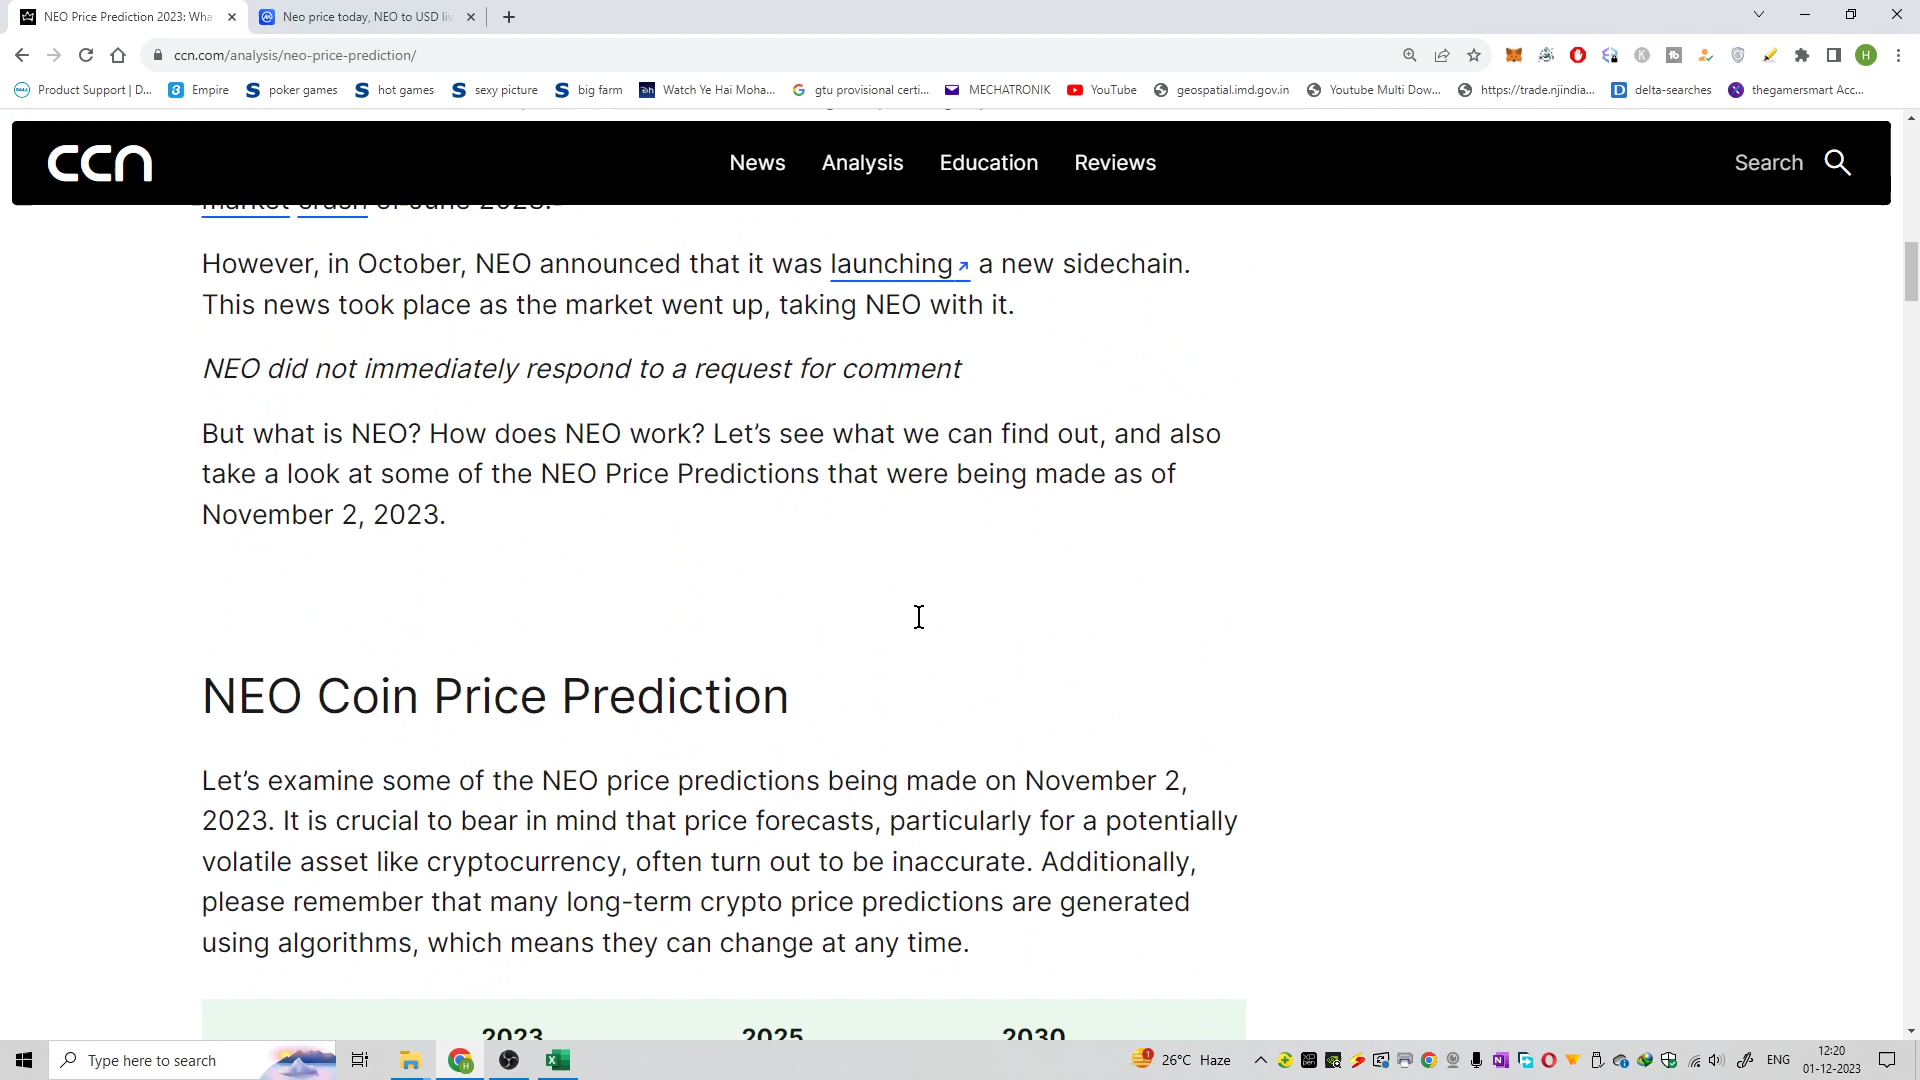 NEO Price Prediction 2023: Wha
Neo price today, NEO to USD liv
ccn.com/analysis/neo-price-prediction/
Product Support | D...
Empire
poker games
hot games
sexy picture
big farm
Watch Ye Hai Moha...
gtu provisional certi...
MECHATRONIK
YouTube
geospatial.imd.gov.in
Youtube Multi Dow...
https://trade.njindia...
delta-searches
thegamersmart Acc...
ccn
News
Analysis
Education
Reviews
Search
market crash of June 2023.
However, in October, NEO announced that it was launching a new sidechain.
This news took place as the market went up, taking NEO with it.
NEO did not immediately respond to a request for comment
But what is NEO? How does NEO work? Let’s see what we can find out, and also
take a look at some of the NEO Price Predictions that were being made as of
November 2, 2023.
NEO Coin Price Prediction
Let’s examine some of the NEO price predictions being made on November 2,
2023. It is crucial to bear in mind that price forecasts, particularly for a potentially
volatile asset like cryptocurrency, often turn out to be inaccurate. Additionally,
please remember that many long-term crypto price predictions are generated
using algorithms, which means they can change at any time.
2023 2025 2030
Type here to search
26°C Haze
ENG
12:20
01-12-2023